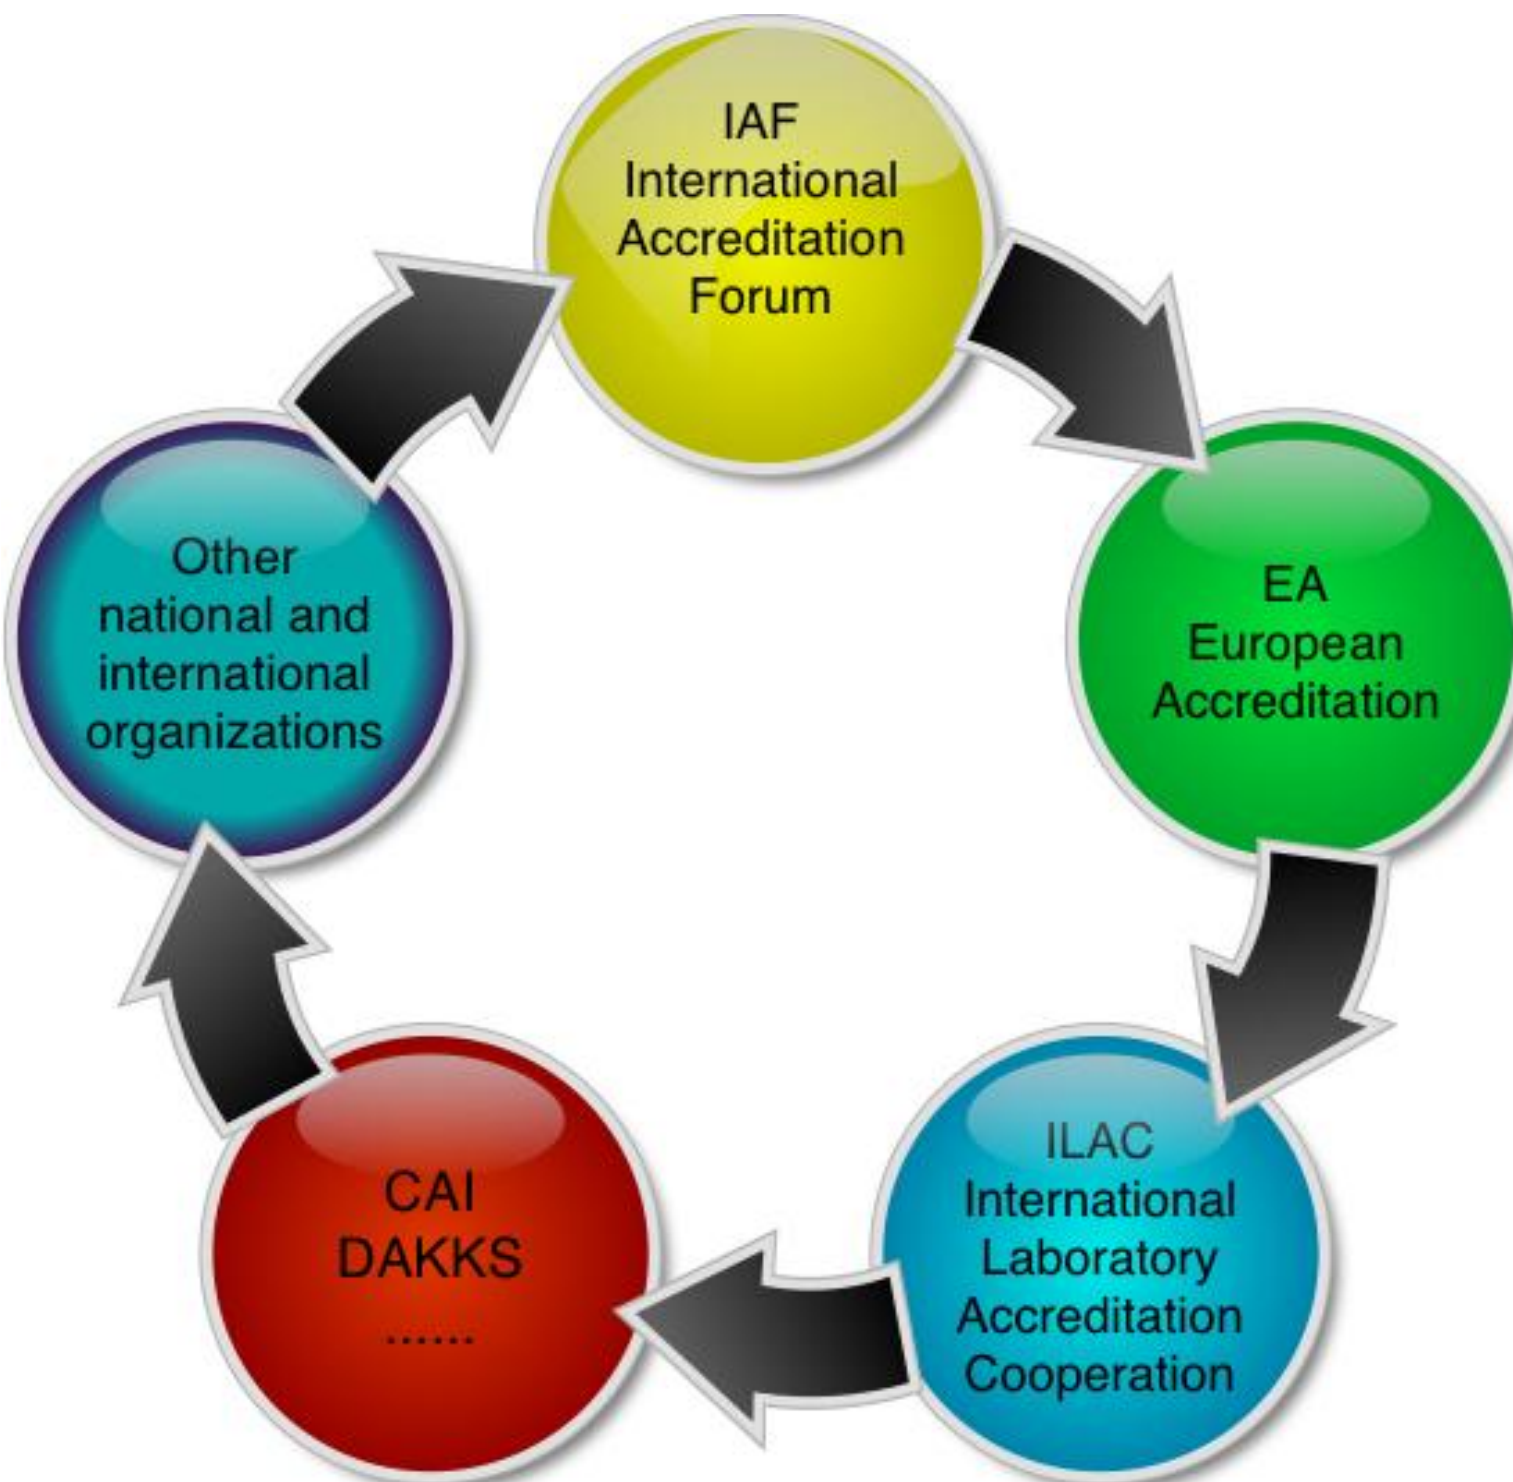 IAF
International
Accreditation
Forum
EA
European
Accreditation
ILAC
International
Laboratory
Accreditation
Cooperation
CAI
DAKKS
......
Other
national and
international
organizations